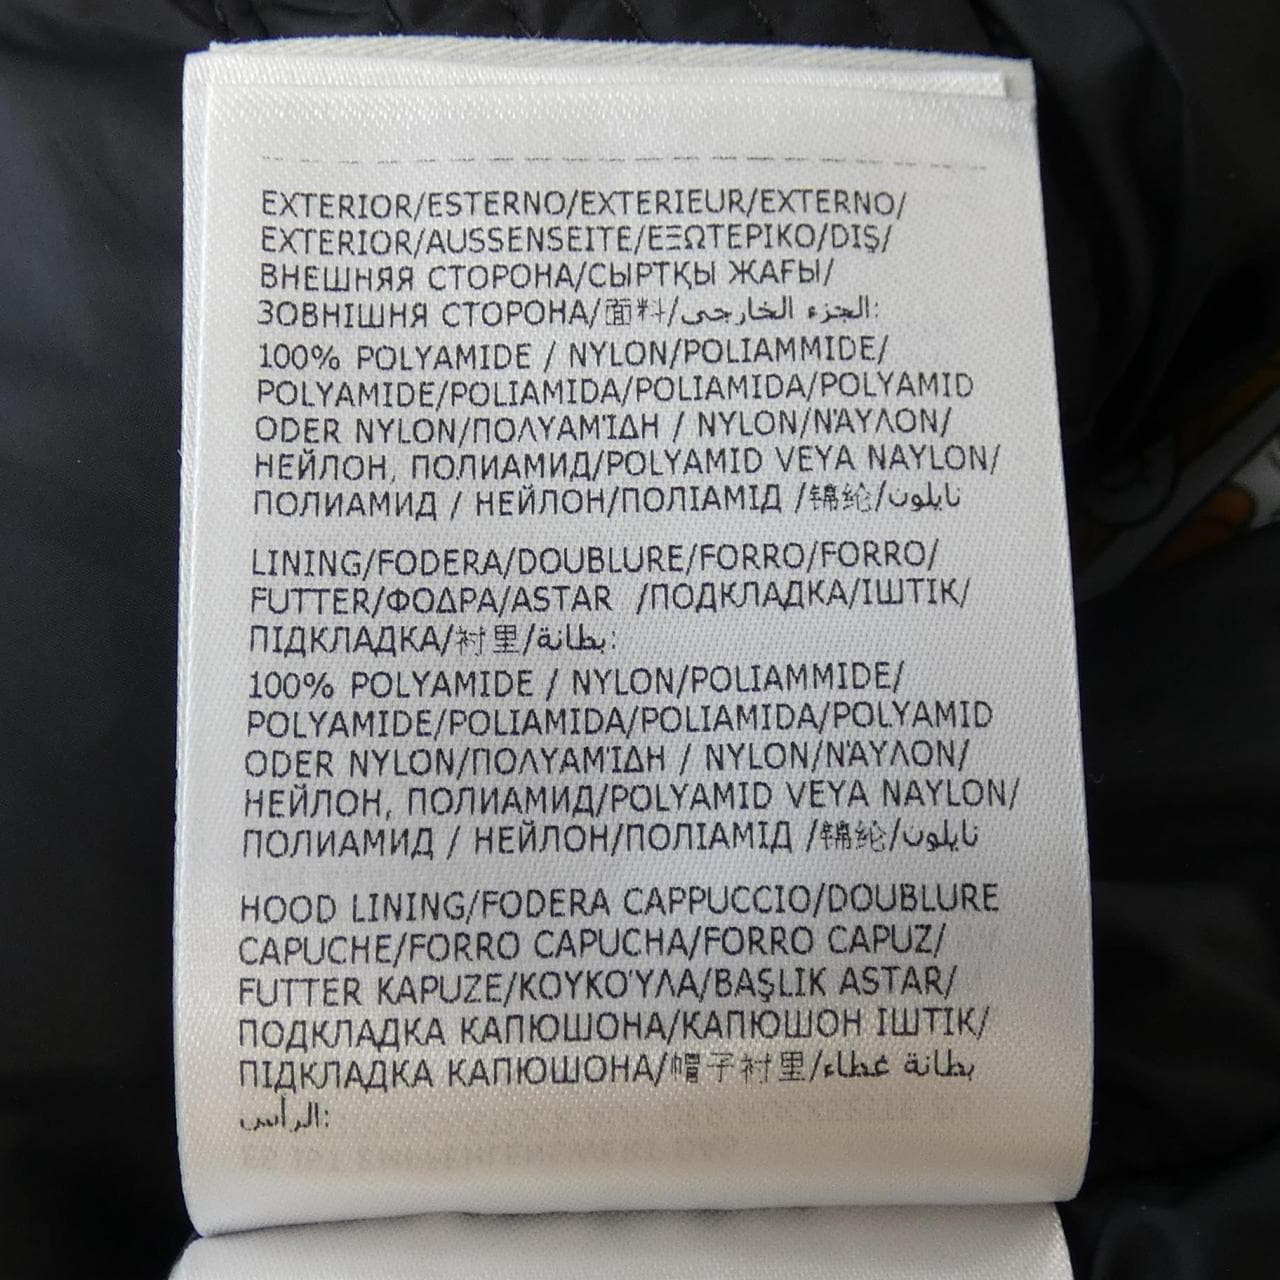 EXTERIOR/ESTERNO/EXTERIEUR/EXTERNO/
EXTERIOR/AUSSENSEITE/ΕΞΩΤΕΡΙΚΟ/DIŞ/
ВНЕШНЯЯ СТОРОНА/СЫРТҚЫ ЖАҒЫ/
ЗОВНІШНЯ СТОРОНА/面料/الجزء الخارجي:
100% POLYAMIDE / NYLON/POLIAMMIDE/
POLYAMIDE/POLIAMIDA/POLIAMIDA/POLYAMID
ODER NYLON/ΠΟΛΥΑΜΊΔΗ / NYLON/ΝΆΥΛΟΝ/
НЕЙЛОН, ПОЛИАМИД/POLYAMID VEYA NAYLON/
ПОЛИАМИД / НЕЙЛОН/ПОЛІАМІД /锦纶/نايلون
LINING/FODERA/DOUBLURE/FORRO/FORRO/
FUTTER/ΦΟΔΡΑ/ASTAR /ПОДКЛАДКА/ІШТІК/
ПІДКЛАДКА/衬里/بطانة:
100% POLYAMIDE / NYLON/POLIAMMIDE/
POLYAMIDE/POLIAMIDA/POLIAMIDA/POLYAMID
ODER NYLON/ΠΟΛΥΑΜΊΔΗ / NYLON/ΝΆΥΛΟΝ/
НЕЙЛОН, ПОЛИАМИД/POLYAMID VEYA NAYLON/
ПОЛИАМИД / НЕЙЛОН/ПОЛІАМІД /锦纶/نايلون
HOOD LINING/FODERA CAPPUCCIO/DOUBLURE
CAPUCHE/FORRO CAPUCHA/FORRO CAPUZ/
FUTTER KAPUZE/ΚΟΥΚΟΎΛΑ/BAŞLIK ASTAR/
ПОДКЛАДКА КАПЮШОНА/КАПЮШОН ІШТІК/
ПІДКЛАДКА КАПЮШОНА/帽子衬里/بطانة غطاء
الرأس: